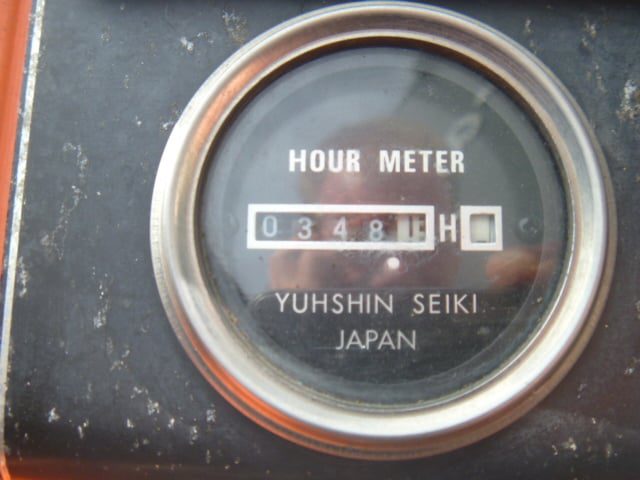 HOUR METER
0348 H
YUHSHIN SEIKI
JAPAN